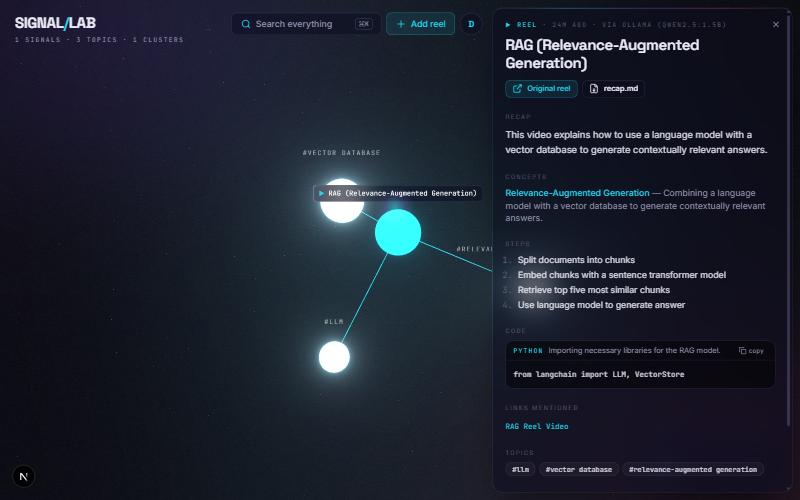 SIGNAL/LAB
1 SIGNALS · 3 TOPICS · 1 CLUSTERS
Search everything
⌘K
+ Add reel
D
#VECTOR DATABASE
▶ RAG (Relevance-Augmented Generation)
#RELEVA
#LLM
N
▶ REEL · 24M AGO · VIA OLLAMA (QWEN2.5:1.5B)
RAG (Relevance-Augmented
Generation)
Original reel
recap.md
RECAP
This video explains how to use a language model with a
vector database to generate contextually relevant answers.
CONCEPTS
Relevance-Augmented Generation — Combining a language
model with a vector database to generate contextually relevant
answers.
STEPS
1. Split documents into chunks
2. Embed chunks with a sentence transformer model
3. Retrieve top five most similar chunks
4. Use language model to generate answer
CODE
PYTHON Importing necessary libraries for the RAG model.
copy
from langchain import LLM, VectorStore
LINKS MENTIONED
RAG Reel Video
TOPICS
#llm
#vector database
#relevance-augmented generation